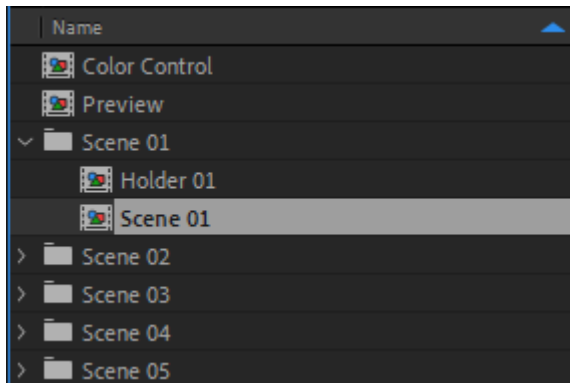 Name
Color Control
Preview
Scene 01
Holder 01
Scene 01
Scene 02
Scene 03
Scene 04
Scene 05